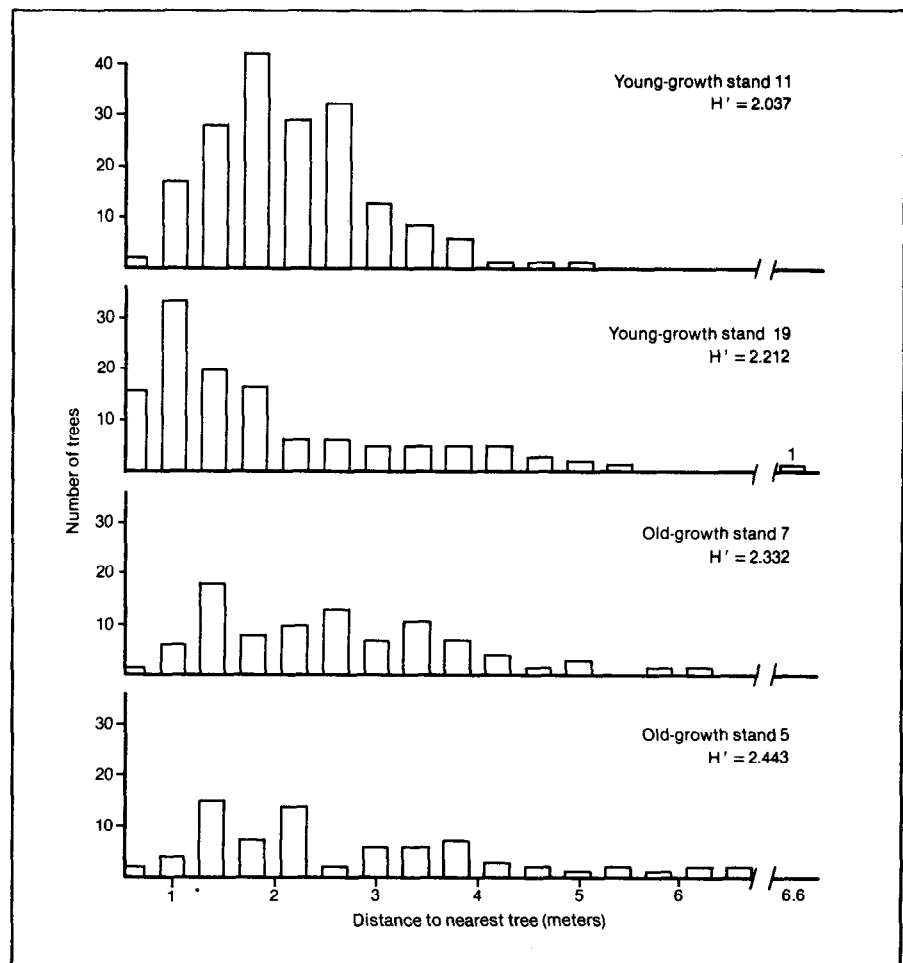 40
30
20
10
Young-growth stand 11
H' = 2.037
30
20
10
Young-growth stand 19
H' = 2.212
1
Number of trees
30
20
10
Old-growth stand 7
H' = 2.332
30
20
10
Old-growth stand 5
H' = 2.443
1 2 3 4 5 6 6.6
Distance to nearest tree (meters)